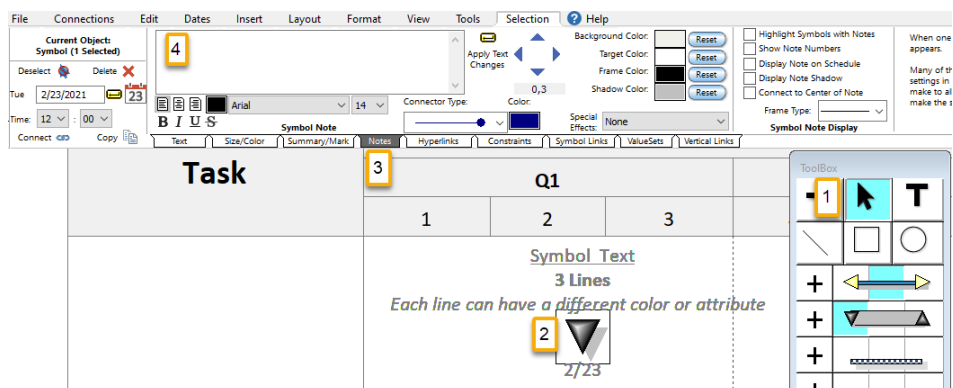 File Connections Edit Dates Insert Layout Format View Tools Selection Help
Current Object:
Symbol (1 Selected)
Deselect Delete
Tue 2/23/2021 23
Time: 12 : 00
Connect Copy
4
Arial 14
B I U S
Symbol Note
Apply Text
Changes
0,3
Background Color: Reset
Target Color: Reset
Frame Color: Reset
Shadow Color: Reset
Connector Type: Color:
Special
Effects: None
Highlight Symbols with Notes
Show Note Numbers
Display Note on Schedule
Display Note Shadow
Connect to Center of Note
Frame Type:
Symbol Note Display
When one
appears.
Many of th
settings in
make to al
make the s
Text Size/Color Summary/Mark Notes Hyperlinks Constraints Symbol Links ValueSets Vertical Links
Task
3
Q1
1 2 3
Symbol Text
3 Lines
Each line can have a different color or attribute
2
2/23
ToolBox
1
T